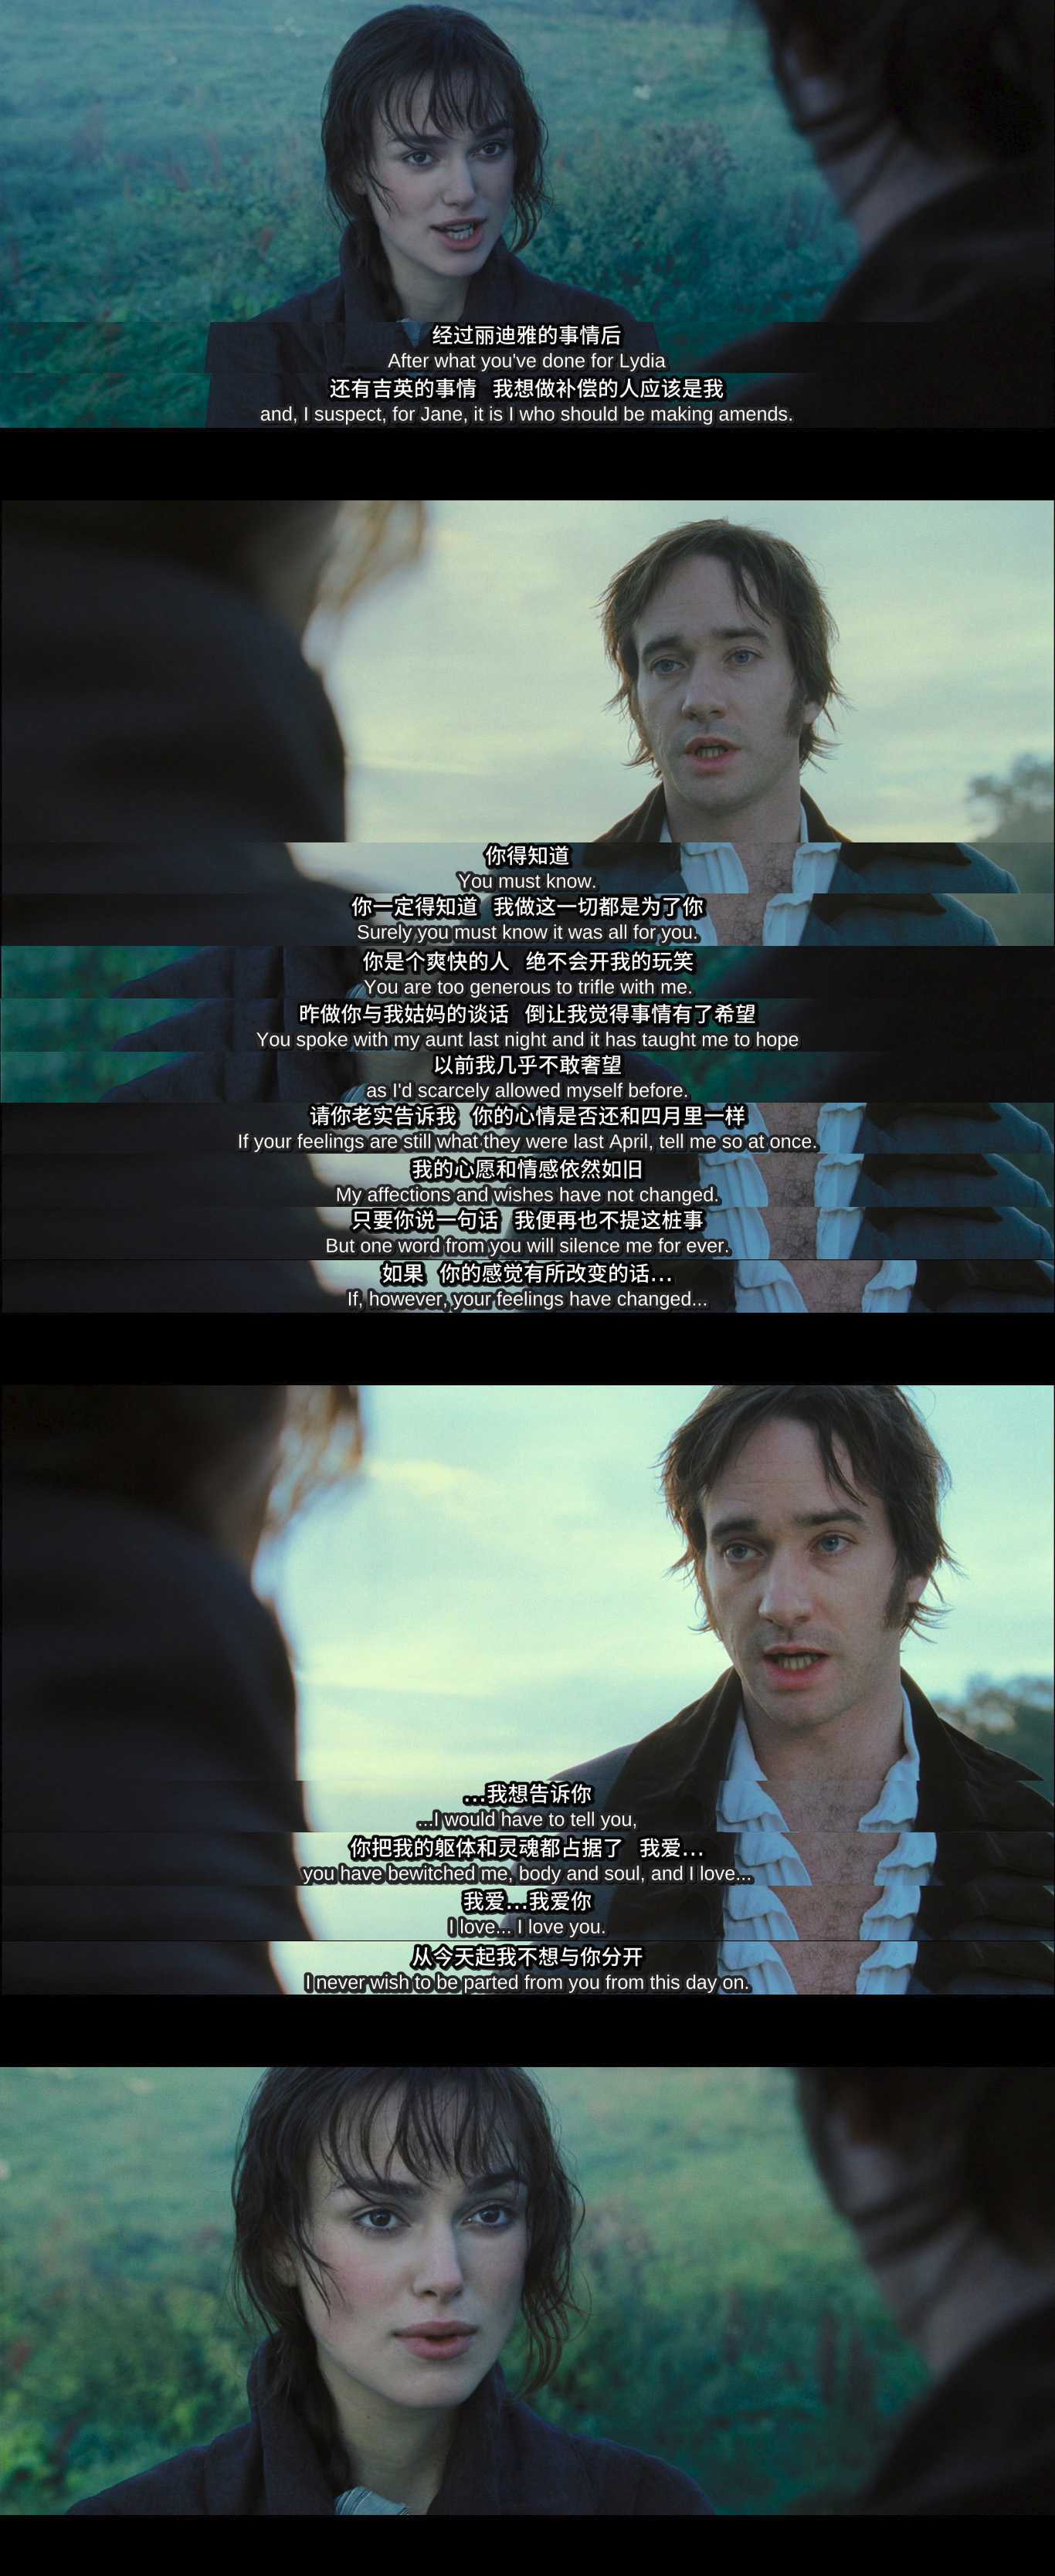 经过丽迪雅的事情后
After what you've done for Lydia
还有吉英的事情 我想做补偿的人应该是我
and, I suspect, for Jane, it is I who should be making amends.
你得知道
You must know.
你一定得知道 我做这一切都是为了你
Surely you must know it was all for you.
你是个爽快的人 绝不会开我的玩笑
You are too generous to trifle with me.
昨做你与我姑妈的谈话 倒让我觉得事情有了希望
You spoke with my aunt last night and it has taught me to hope
以前我几乎不敢奢望
as I'd scarcely allowed myself before.
请你老实告诉我 你的心情是否还和四月里一样
If your feelings are still what they were last April, tell me so at once.
我的心愿和情感依然如旧
My affections and wishes have not changed.
只要你说一句话 我便再也不提这桩事
But one word from you will silence me for ever.
如果 你的感觉有所改变的话...
If, however, your feelings have changed...
...我想告诉你
...I would have to tell you,
你把我的躯体和灵魂都占据了 我爱...
you have bewitched me, body and soul, and I love...
我爱...我爱你
I love... I love you.
从今天起我不想与你分开
I never wish to be parted from you from this day on.